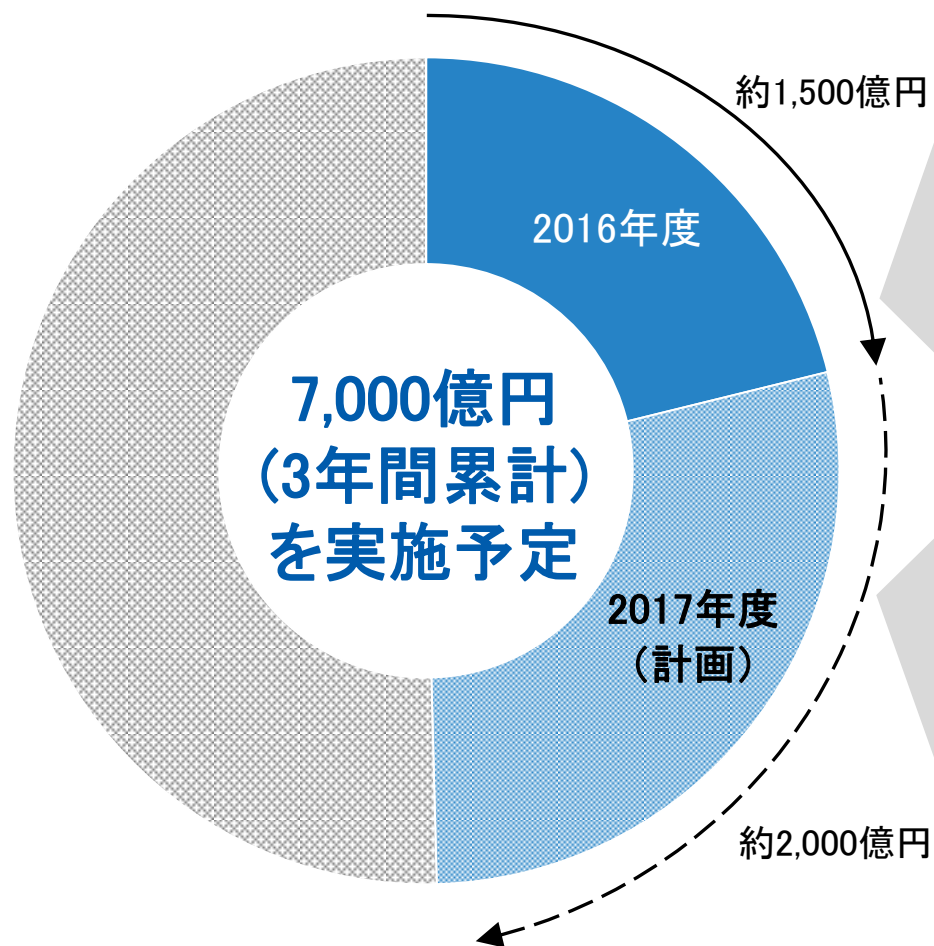 約1,500億円
2016年度
7,000億円
(3年間累計)
を実施予定
2017年度
(計画)
約2,000億円